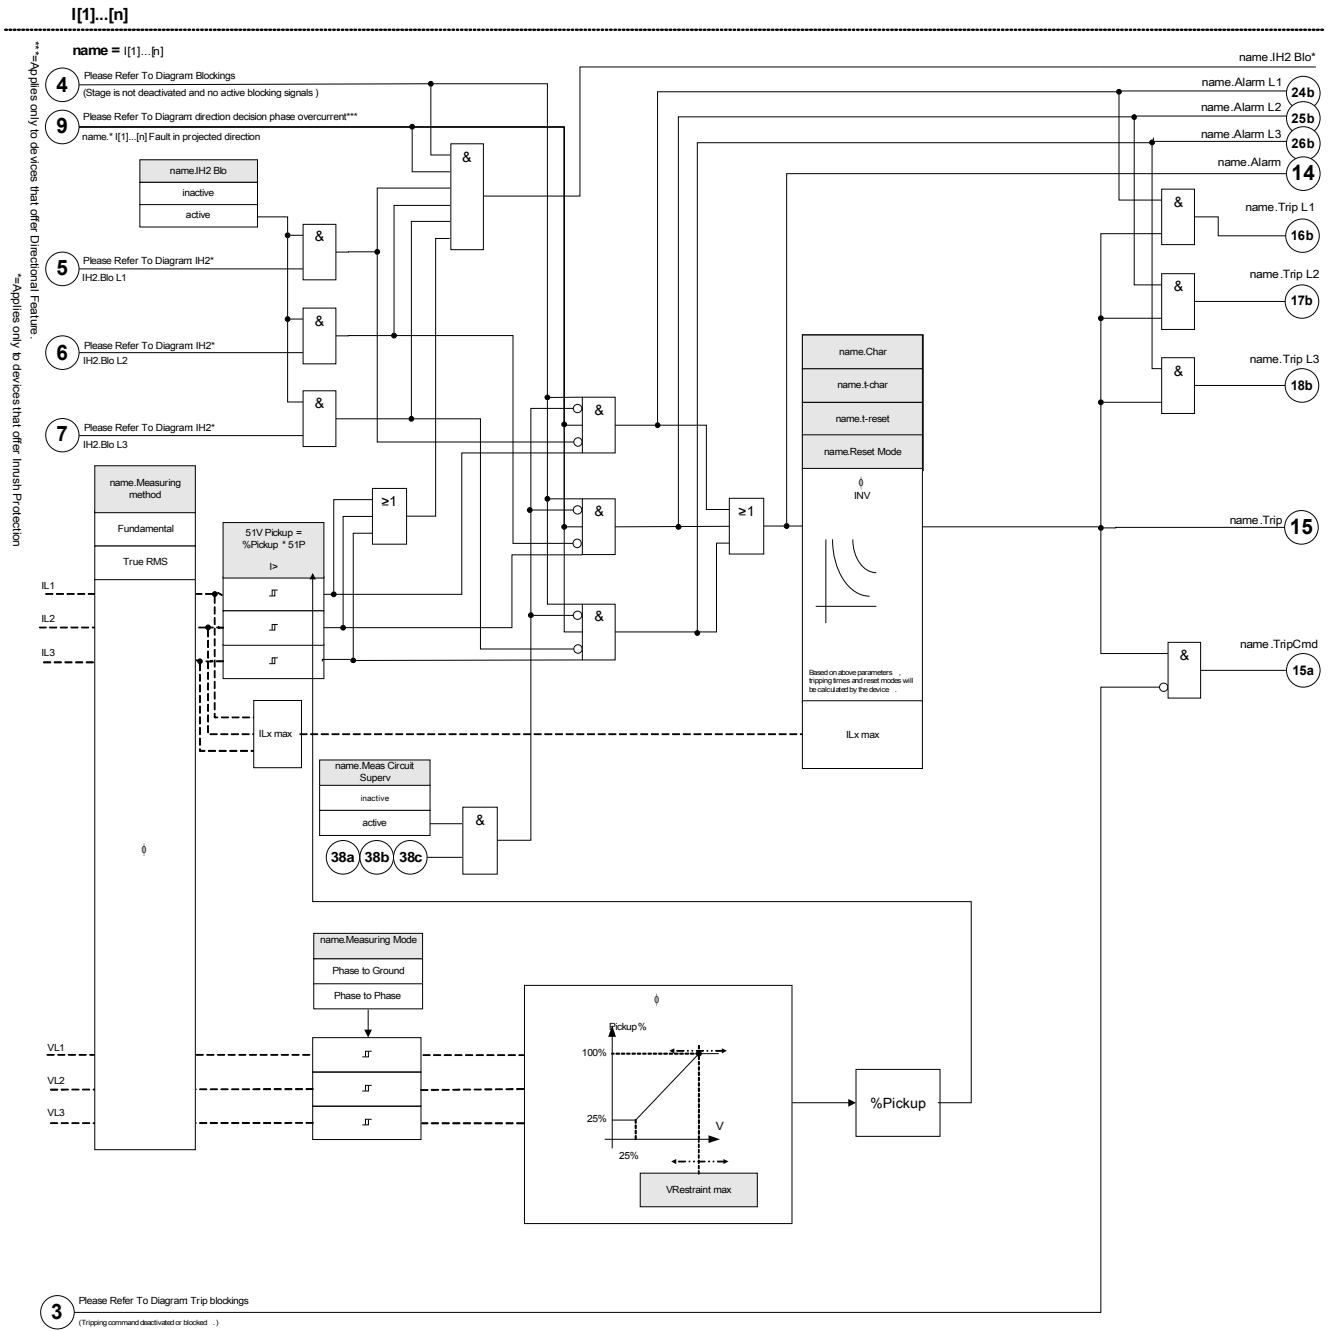 I[1]...[n]
name = I[1]...[n]
***=Applies only to devices that offer Directional Feature.
*=Applies only to devices that offer Inrush Protection
4
Please Refer To Diagram: Blockings
(Stage is not deactivated and no active blocking signals )
9
Please Refer To Diagram: direction decision phase overcurrent***
name.* I[1]...[n] Fault in projected direction
name.IH2 Blo
inactive
active
5
Please Refer To Diagram: IH2*
IH2.Blo L1
6
Please Refer To Diagram: IH2*
IH2.Blo L2
7
Please Refer To Diagram: IH2*
IH2.Blo L3
&
&
&
&
name.IH2 Blo*
name.Alarm L1
24b
name.Alarm L2
25b
name.Alarm L3
26b
name.Alarm
14
&
name.Trip L1
16b
&
name.Trip L2
17b
&
name.Trip L3
18b
name.Measuring
method
Fundamental
True RMS
ϕ
51V Pickup =
%Pickup * 51P
I>
≥1
&
&
&
≥1
name.Char
name.t-char
name.t-reset
name.Reset Mode
ϕ
INV
Based on above parameters ,
tripping times and reset modes will
be calculated by the device .
ILx max
name.Trip
15
name.TripCmd
&
15a
IL1
IL2
IL3
ILx max
name.Meas Circuit
Superv
inactive
active
&
38a
38b
38c
name.Measuring Mode
Phase to Ground
Phase to Phase
VL1
VL2
VL3
ϕ
Pickup %
100%
25%
V
25%
VRestraint max
%Pickup
3
Please Refer To Diagram: Trip blockings
(Tripping command deactivated or blocked . )